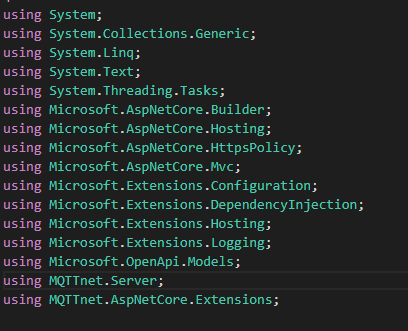 using System;
using System.Collections.Generic;
using System.Linq;
using System.Text;
using System.Threading.Tasks;
using Microsoft.AspNetCore.Builder;
using Microsoft.AspNetCore.Hosting;
using Microsoft.AspNetCore.HttpsPolicy;
using Microsoft.AspNetCore.Mvc;
using Microsoft.Extensions.Configuration;
using Microsoft.Extensions.DependencyInjection;
using Microsoft.Extensions.Hosting;
using Microsoft.Extensions.Logging;
using Microsoft.OpenApi.Models;
using MQTTnet.Server;
using MQTTnet.AspNetCore.Extensions;